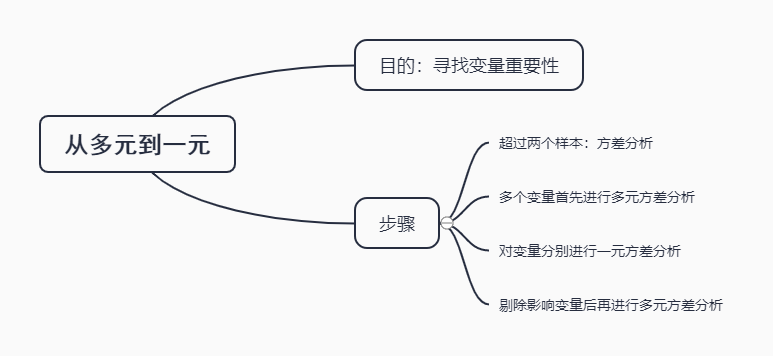 从多元到一元
目的：寻找变量重要性
步骤
超过两个样本：方差分析
多个变量首先进行多元方差分析
对变量分别进行一元方差分析
剔除影响变量后再进行多元方差分析